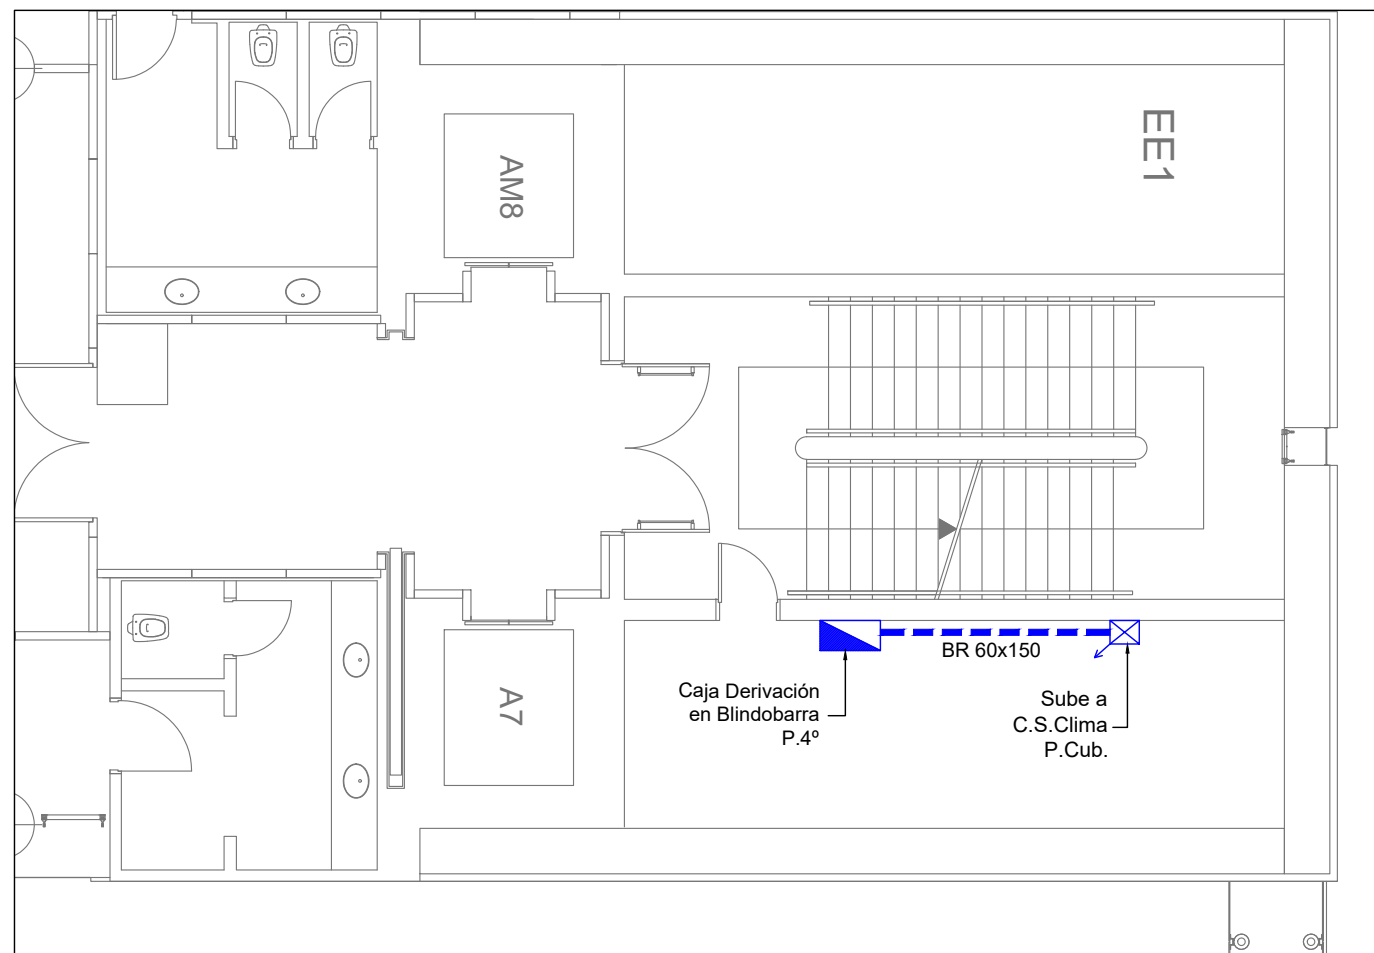 EE1
AM8
BR 60x150
Caja Derivación
en Blindobarra
P.4º
Sube a
C.S.Clima
P.Cub.
A7